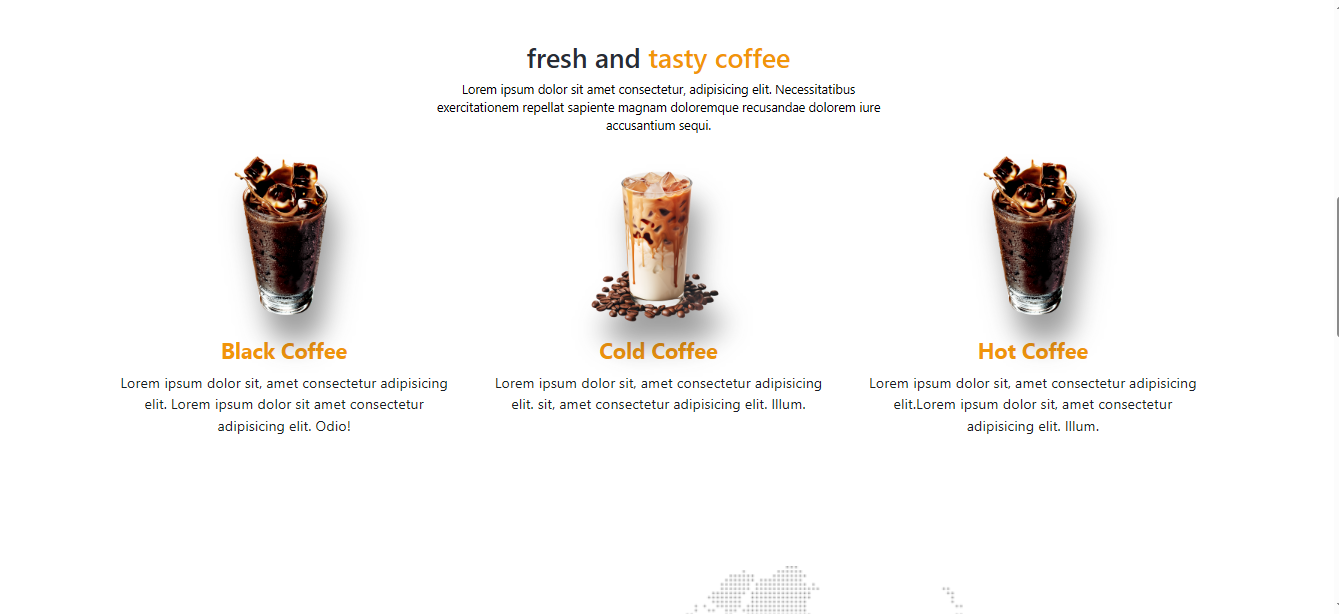 fresh and tasty coffee
Lorem ipsum dolor sit amet consectetur, adipisicing elit. Necessitatibus
exercitationem repellat sapiente magnam doloremque recusandae dolorem iure
accusantium sequi.
Black Coffee
Lorem ipsum dolor sit, amet consectetur adipisicing
elit. Lorem ipsum dolor sit amet consectetur
adipisicing elit. Odio!
Cold Coffee
Lorem ipsum dolor sit, amet consectetur adipisicing
elit. sit, amet consectetur adipisicing elit. Illum.
Hot Coffee
Lorem ipsum dolor sit, amet consectetur adipisicing
elit.Lorem ipsum dolor sit, amet consectetur
adipisicing elit. Illum.